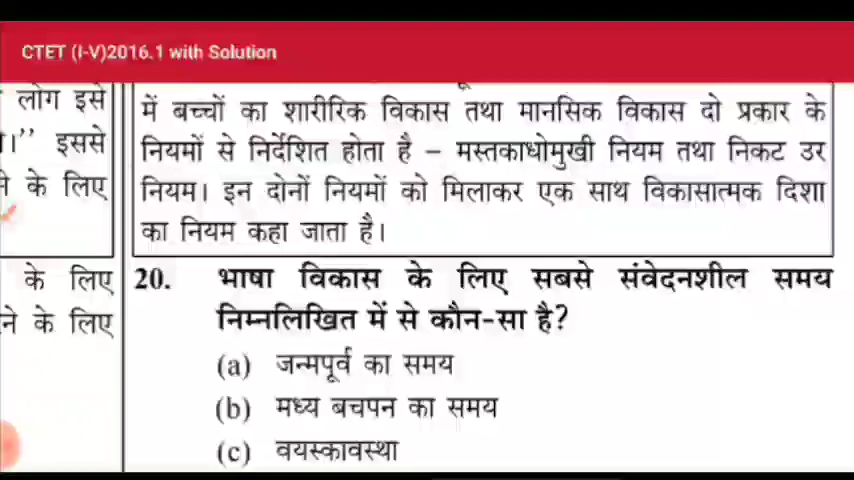 CTET (I-V)2016.1 with Solution
लोग इसे
।’’ इससे
के लिए
में बच्चों का शारीरिक विकास तथा मानसिक विकास दो प्रकार के
नियमों से निर्देशित होता है – मस्तकाधोमुखी नियम तथा निकट उर
नियम। इन दोनों नियमों को मिलाकर एक साथ विकासात्मक दिशा
का नियम कहा जाता है।
के लिए
ने के लिए
20. भाषा विकास के लिए सबसे संवेदनशील समय
निम्नलिखित में से कौन-सा है?
(a) जन्मपूर्व का समय
(b) मध्य बचपन का समय
(c) वयस्कावस्था